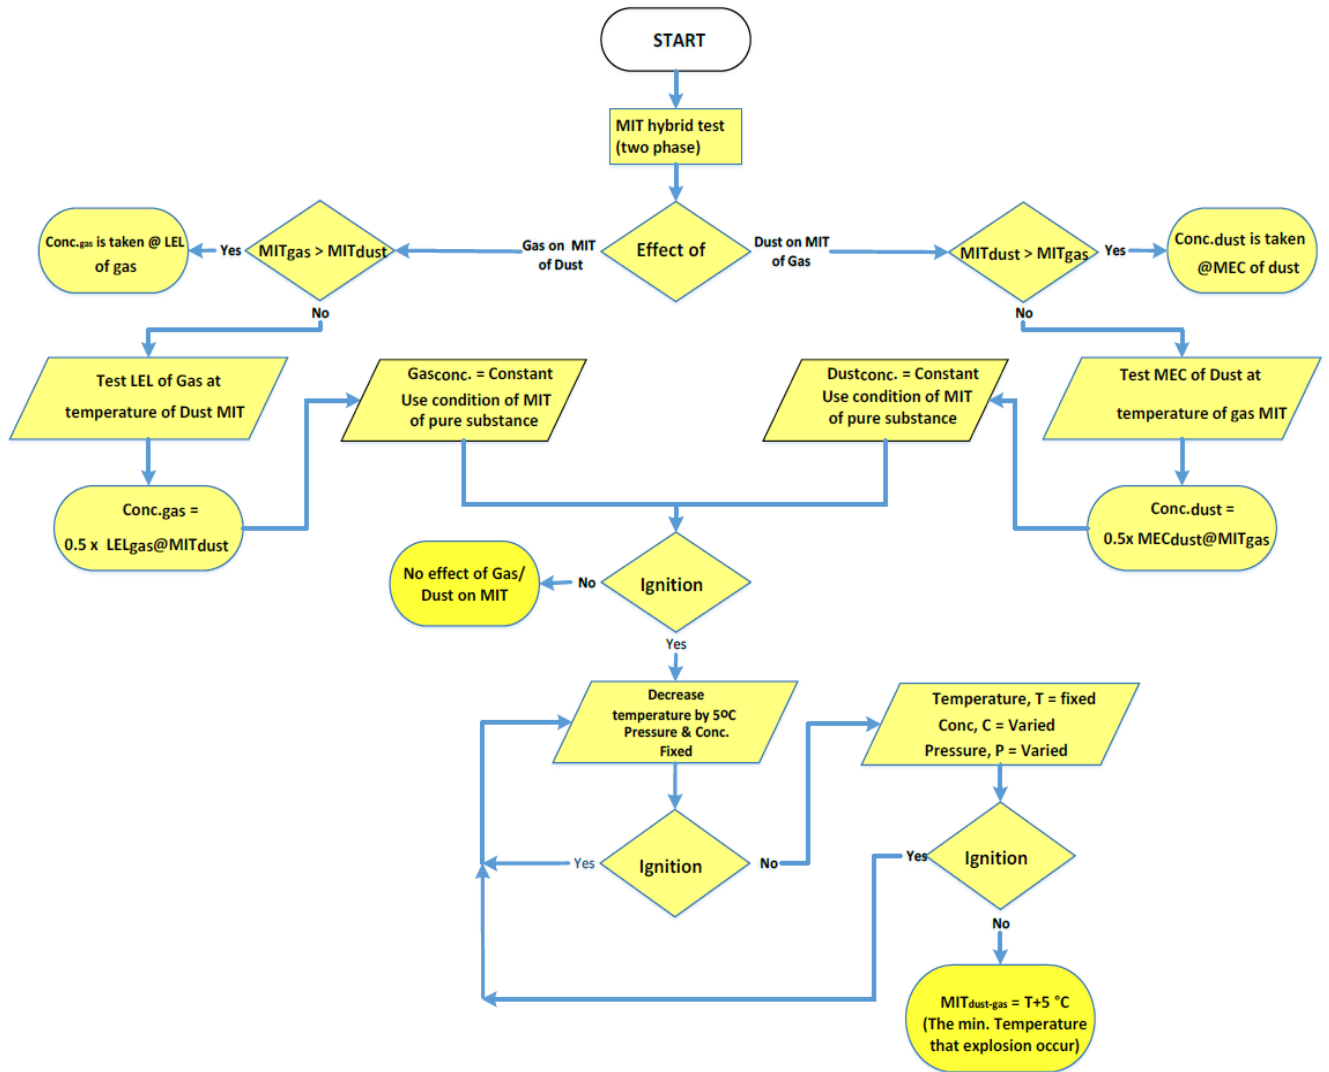 START
MIT hybrid test
(two phase)
Effect of
Gas on MIT
of Dust
Dust on MIT
of Gas
MITgas > MITdust
Yes
Conc.gas is taken @ LEL
of gas
No
MITdust > MITgas
Yes
Conc.dust is taken
@MEC of dust
No
Test LEL of Gas at
temperature of Dust MIT
Gasconc. = Constant
Use condition of MIT
of pure substance
Dustconc. = Constant
Use condition of MIT
of pure substance
Test MEC of Dust at
temperature of gas MIT
Conc.gas =
0.5 x LELgas@MITdust
Conc.dust =
0.5x MECdust@MITgas
Ignition
No
No effect of Gas/
Dust on MIT
Yes
Decrease
temperature by 5ºC
Pressure & Conc.
Fixed
Temperature, T = fixed
Conc, C = Varied
Pressure, P = Varied
Ignition
Yes
No
Ignition
Yes
No
MITdust-gas = T+5 °C
(The min. Temperature
that explosion occur)